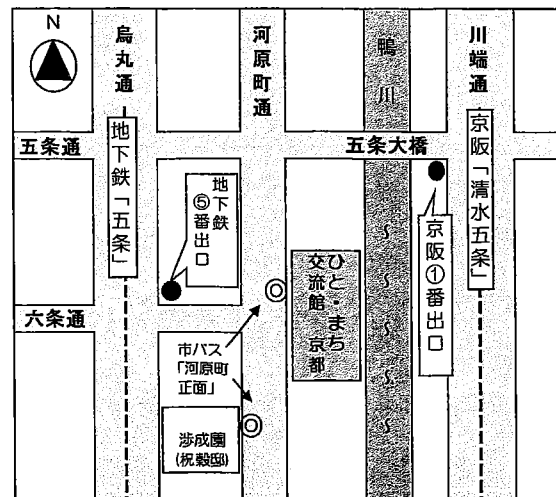 N
烏丸通
河原町通
鴨川
川端通
五条通
五条大橋
地下鉄「五条」
地下鉄
⑤番出口
京阪「清水五条」
京阪①番出口
ひと・まち
交流館 京都
六条通
市バス
「河原町
正面」
渉成園
(枳殻邸)